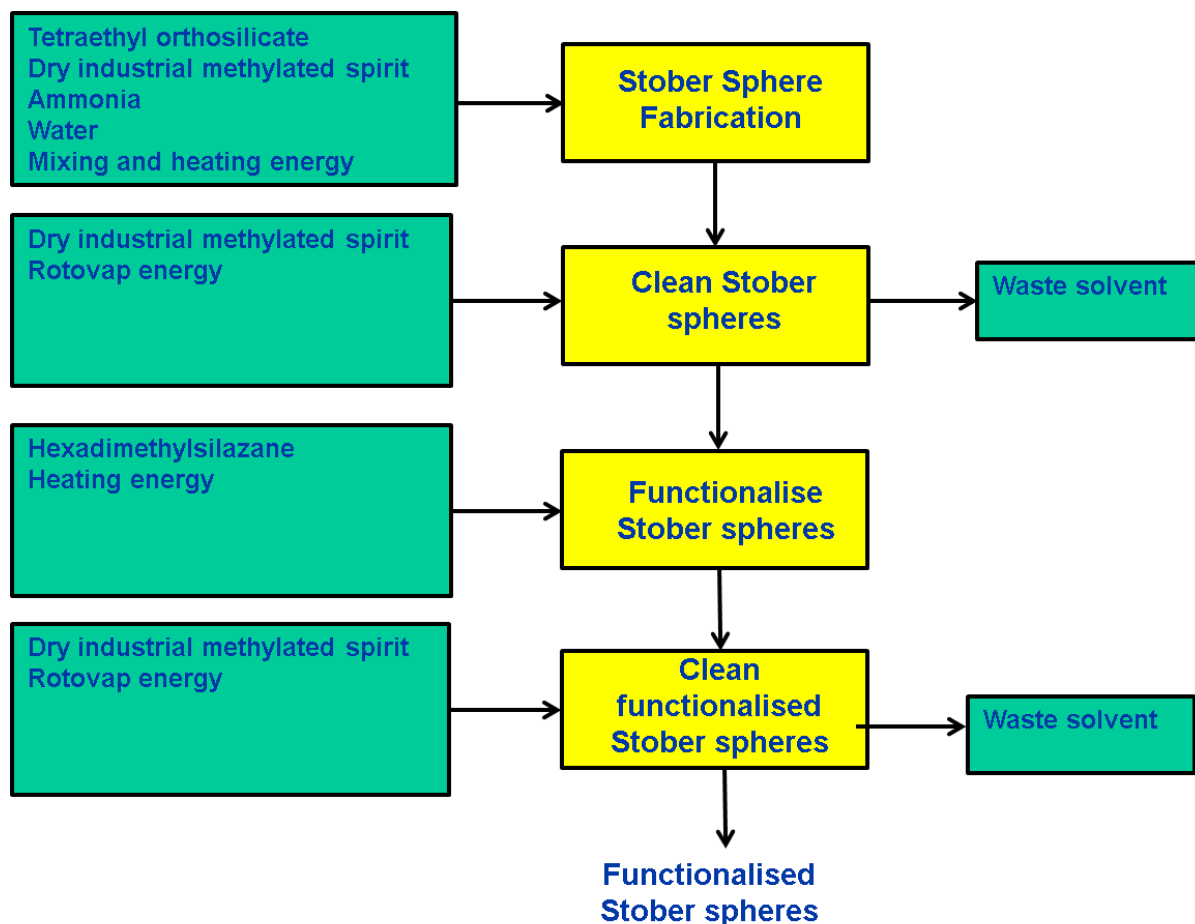 Tetraethyl orthosilicate
Dry industrial methylated spirit
Ammonia
Water
Mixing and heating energy
Stober Sphere
Fabrication
Dry industrial methylated spirit
Rotovap energy
Clean Stober
spheres
Waste solvent
Hexadimethylsilazane
Heating energy
Functionalise
Stober spheres
Dry industrial methylated spirit
Rotovap energy
Clean
functionalised
Stober spheres
Waste solvent
Functionalised
Stober spheres